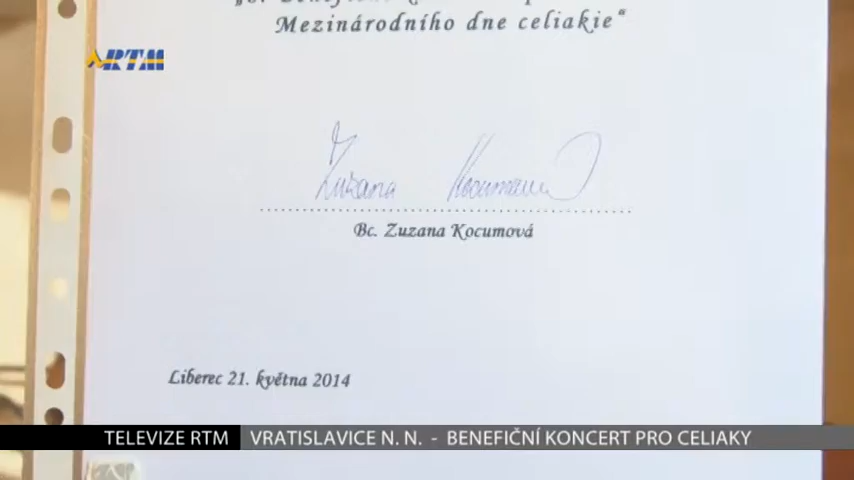 Mezinárodního dne celiakie“
RTM
Zuzana Kocumová
Bc. Zuzana Kocumová
Liberec 21. května 2014
TELEVIZE RTM VRATISLAVICE N. N. - BENEFIČNÍ KONCERT PRO CELIAKY